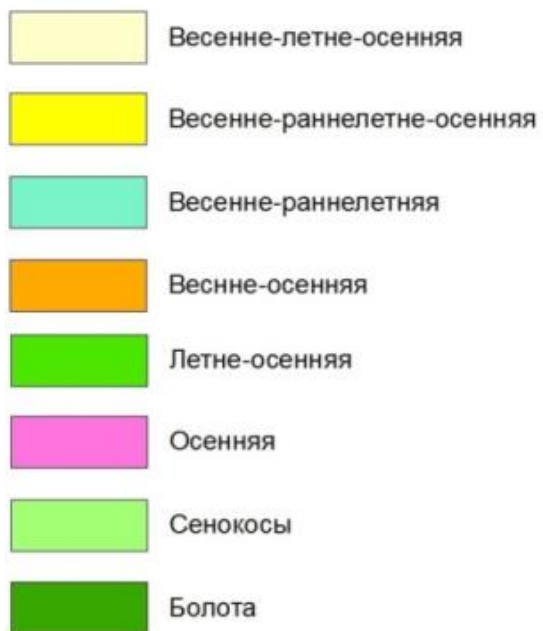 Весенне-летне-осенняя
Весенне-раннелетне-осенняя
Весенне-раннелетняя
Веснне-осенняя
Летне-осенняя
Осенняя
Сенокосы
Болота